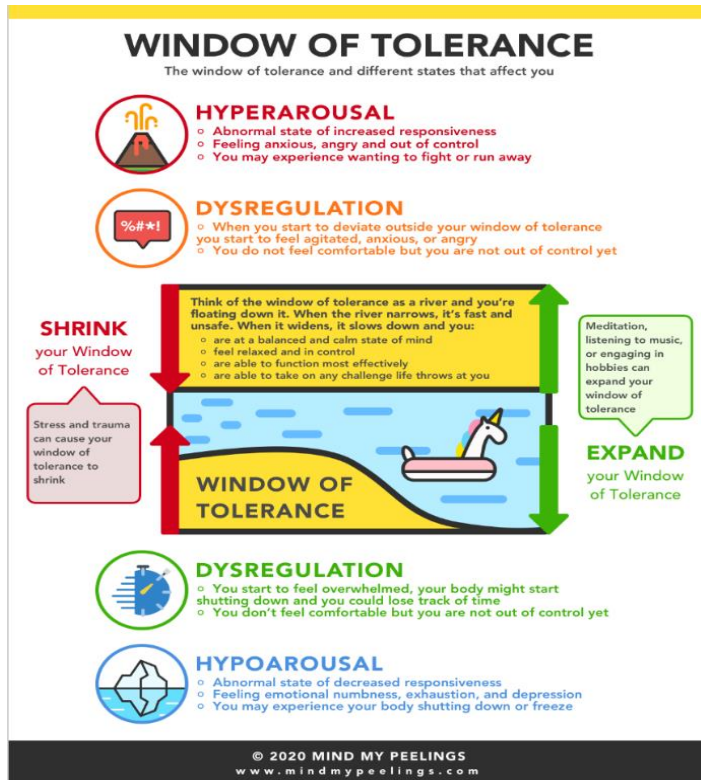 WINDOW OF TOLERANCE
The window of tolerance and different states that affect you
HYPERAROUSAL
○ Abnormal state of increased responsiveness
○ Feeling anxious, angry and out of control
○ You may experience wanting to fight or run away
%#*!
DYSREGULATION
○ When you start to deviate outside your window of tolerance
you start to feel agitated, anxious, or angry
○ You do not feel comfortable but you are not out of control yet
SHRINK
your Window
of Tolerance
Stress and trauma
can cause your
window of
tolerance to
shrink
Think of the window of tolerance as a river and you're
floating down it. When the river narrows, it's fast and
unsafe. When it widens, it slows down and you:
○ are at a balanced and calm state of mind
○ feel relaxed and in control
○ are able to function most effectively
○ are able to take on any challenge life throws at you
WINDOW OF
TOLERANCE
Meditation,
listening to music,
or engaging in
hobbies can
expand your
window of
tolerance
EXPAND
your Window
of Tolerance
DYSREGULATION
○ You start to feel overwhelmed, your body might start
shutting down and you could lose track of time
○ You don't feel comfortable but you are not out of control yet
HYPOAROUSAL
○ Abnormal state of decreased responsiveness
○ Feeling emotional numbness, exhaustion, and depression
○ You may experience your body shutting down or freeze
© 2020 MIND MY PEELINGS
www.mindmypeelings.com